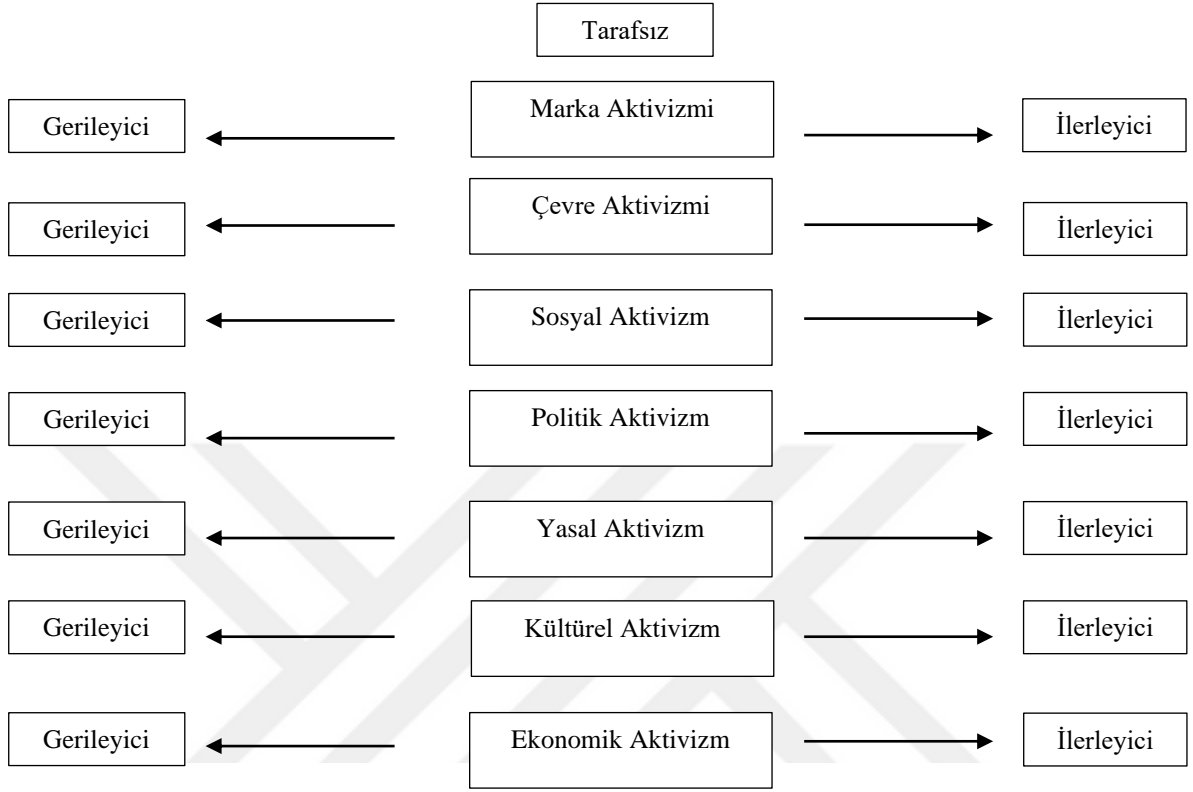 Tarafsız
Marka Aktivizmi
Gerileyici
İlerleyici
Çevre Aktivizmi
Gerileyici
İlerleyici
Sosyal Aktivizm
Gerileyici
İlerleyici
Politik Aktivizm
Gerileyici
İlerleyici
Yasal Aktivizm
Gerileyici
İlerleyici
Kültürel Aktivizm
Gerileyici
İlerleyici
Ekonomik Aktivizm
Gerileyici
İlerleyici